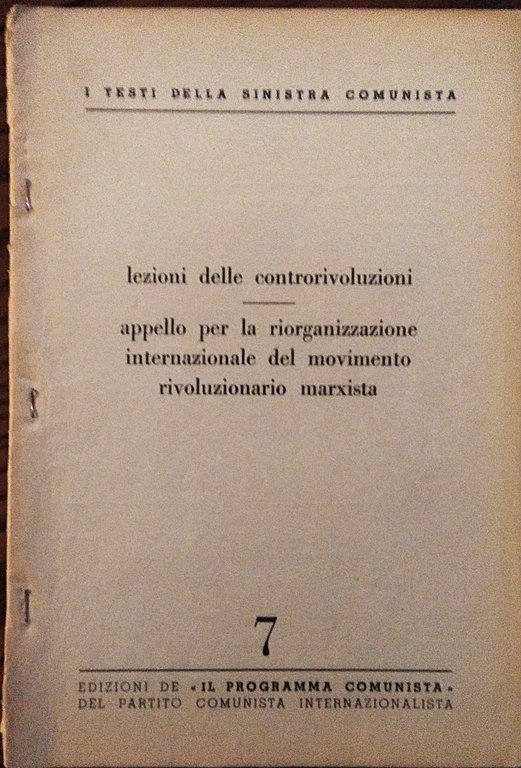 I TESTI DELLA SINISTRA COMUNISTA
lezioni delle controrivoluzioni
appello per la riorganizzazione
internazionale del movimento
rivoluzionario marxista
7
EDIZIONI DE «IL PROGRAMMA COMUNISTA»
DEL PARTITO COMUNISTA INTERNAZIONALISTA